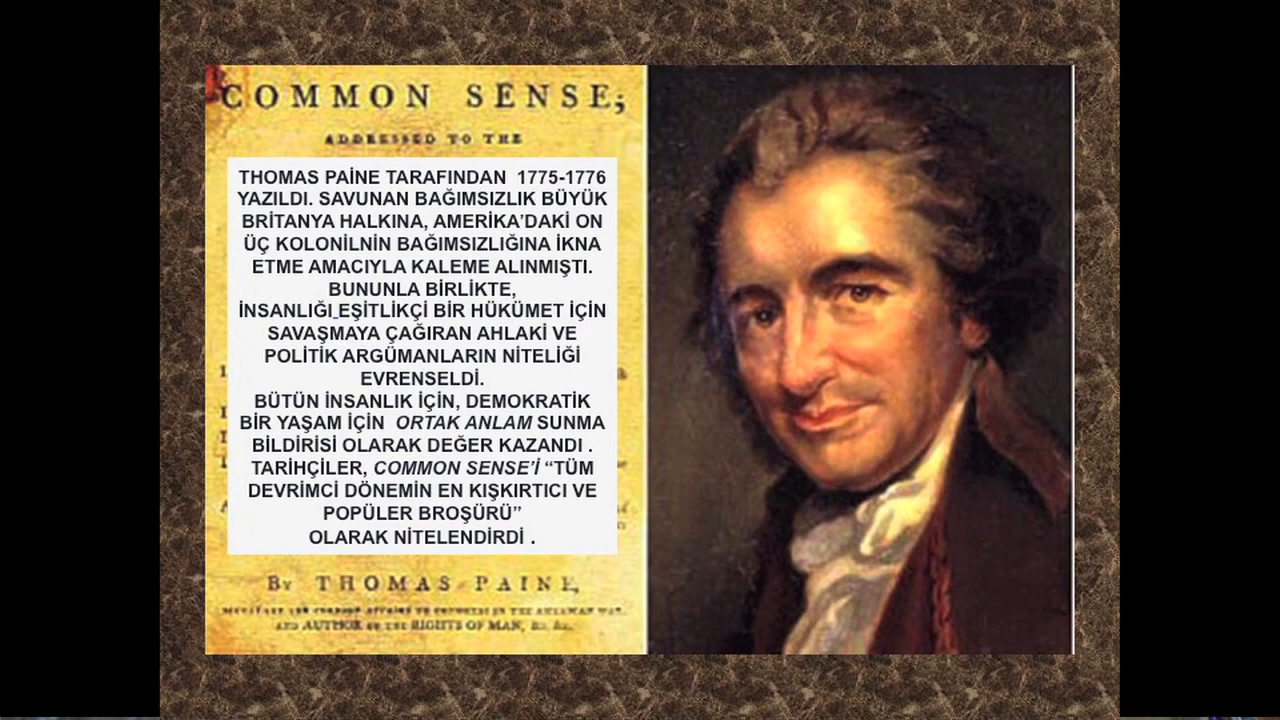 COMMON SENSE;
ADDRESSED TO THE
THOMAS PAİNE TARAFINDAN 1775-1776
YAZILDI. SAVUNAN BAĞIMSIZLIK BÜYÜK
BRİTANYA HALKINA, AMERİKA’DAKİ ON
ÜÇ KOLONİLNİN BAĞIMSIZLIĞINA İKNA
ETME AMACIYLA KALEME ALINMIŞTI.
BUNUNLA BİRLİKTE,
İNSANLIĞI EŞİTLİKÇİ BİR HÜKÜMET İÇİN
SAVAŞMAYA ÇAĞIRAN AHLAKİ VE
POLİTİK ARGÜMANLARIN NİTELİĞİ
EVRENSELDİ.
BÜTÜN İNSANLIK İÇİN, DEMOKRATİK
BİR YAŞAM İÇİN ORTAK ANLAM SUNMA
BİLDİRİSİ OLARAK DEĞER KAZANDI .
TARİHÇİLER, COMMON SENSE’İ “TÜM
DEVRİMCİ DÖNEMİN EN KIŞKIRTICI VE
POPÜLER BROŞÜRÜ”
OLARAK NİTELENDİRDİ .
By THOMAS PAINE,
IN THE
AND AUTHOR OF THE RIGHTS OF MAN, &c. &c.